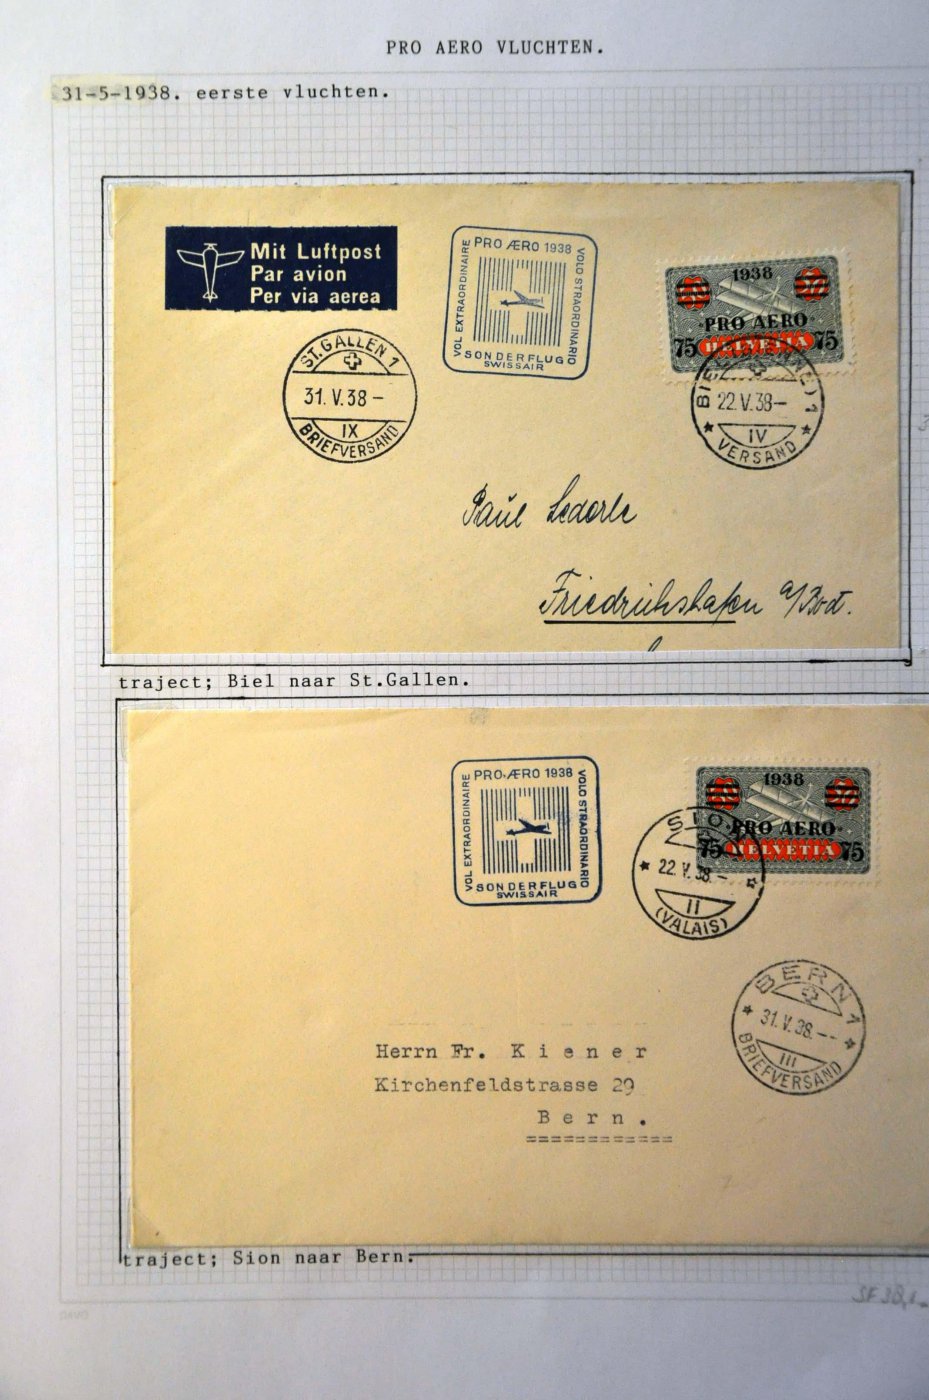 PRO AERO VLUCHTEN.
31-5-1938. eerste vluchten.
Mit Luftpost
Par avion
Per via aerea
PRO ÆRO 1938
VOL EXTRAORDINAIRE
VOLO STRAORDINARIO
SONDERFLUG
SWISSAIR
1938
PRO AERO
75 HELVETIA 75
ST. GALLEN 1
31. V. 38 –
IX
BRIEFVERSAND
22. V. 38 –
IV
VERSAND
Paul Lederle
Friedrichshafen a/Bod.
traject; Biel naar St.Gallen.
PRO ÆRO 1938
VOL EXTRAORDINAIRE
VOLO STRAORDINARIO
SONDERFLUG
SWISSAIR
1938
PRO AERO
75 HELVETIA 75
SION
22. V. 38. –
II
(VALAIS)
BERN 1
31. V. 38. --
III
BRIEFVERSAND
Herrn Fr. Kiener
Kirchenfeldstrasse 29
Bern.
traject; Sion naar Bern.